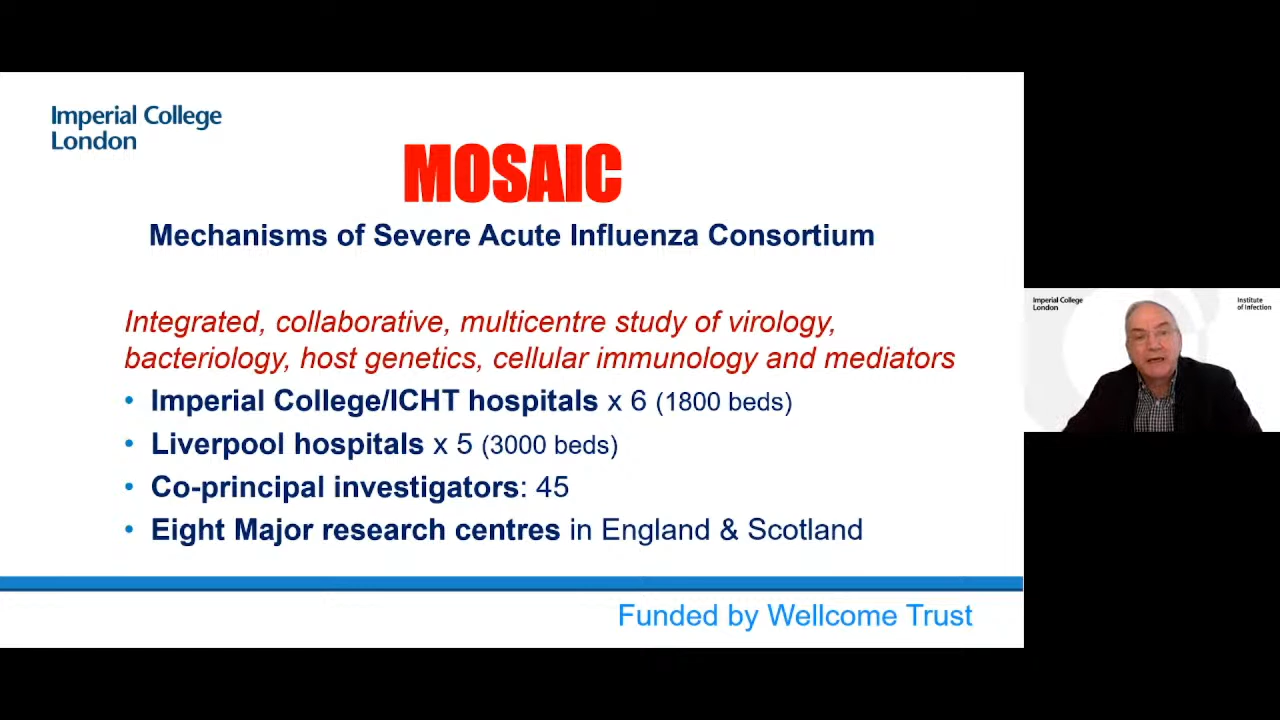 Imperial College
London
MOSAIC
Mechanisms of Severe Acute Influenza Consortium
Integrated, collaborative, multicentre study of virology,
bacteriology, host genetics, cellular immunology and mediators
• Imperial College/ICHT hospitals x 6 (1800 beds)
• Liverpool hospitals x 5 (3000 beds)
• Co-principal investigators: 45
• Eight Major research centres in England & Scotland
Funded by Wellcome Trust
Imperial College
London
Institute
of Infection